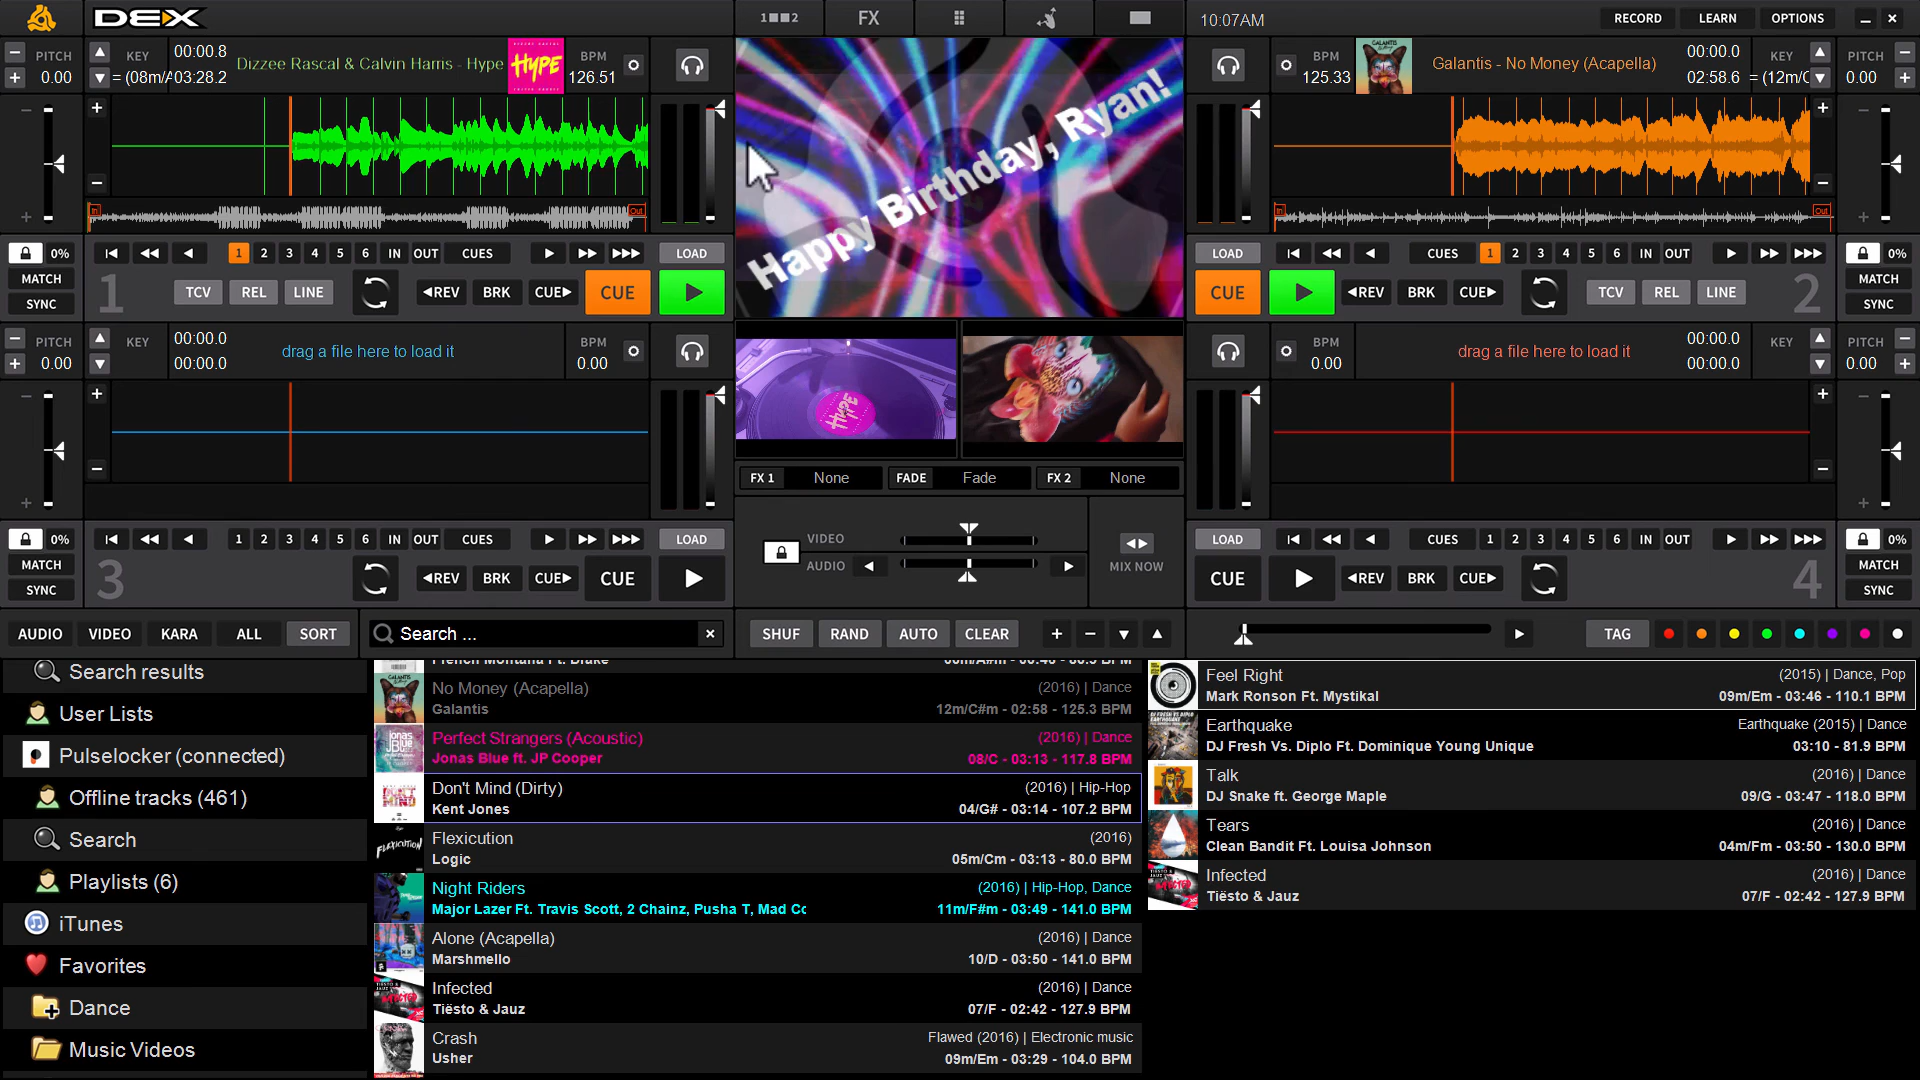 DEX
1 2
FX
10:07AM
RECORD
LEARN
OPTIONS
PITCH
0.00
KEY
= (08m/A
00:00.8
03:28.2
Dizzee Rascal & Calvin Harris - Hype
HYPE
BPM
126.51
Happy Birthday, Ryan!
BPM
125.33
GALANTIS
Galantis - No Money (Acapella)
00:00.0
02:58.6
KEY
= (12m/C
PITCH
0.00
In
Out
In
Out
0%
1 2 3 4 5 6 IN OUT CUES
LOAD
MATCH
SYNC
1
TCV
REL
LINE
◀REV
BRK
CUE▶
CUE
LOAD
CUES 1 2 3 4 5 6 IN OUT
0%
CUE
◀REV
BRK
CUE▶
TCV
REL
LINE
2
MATCH
SYNC
PITCH
0.00
KEY
00:00.0
00:00.0
drag a file here to load it
BPM
0.00
HYPE
BPM
0.00
drag a file here to load it
00:00.0
00:00.0
KEY
PITCH
0.00
FX 1
None
FADE
Fade
FX 2
None
0%
1 2 3 4 5 6 IN OUT CUES
LOAD
MATCH
SYNC
3
◀REV
BRK
CUE▶
CUE
VIDEO
AUDIO
MIX NOW
LOAD
CUES 1 2 3 4 5 6 IN OUT
0%
CUE
◀REV
BRK
CUE▶
4
MATCH
SYNC
AUDIO
VIDEO
KARA
ALL
SORT
Search ...
SHUF
RAND
AUTO
CLEAR
TAG
Search results
User Lists
Pulselocker (connected)
Offline tracks (461)
Search
Playlists (6)
iTunes
Favorites
Dance
Music Videos
French Montana Ft. Drake
No Money (Acapella)
(2016) | Dance
Galantis
12m/C#m - 02:58 - 125.3 BPM
Perfect Strangers (Acoustic)
(2016) | Dance
Jonas Blue ft. JP Cooper
08/C - 03:13 - 117.8 BPM
Don't Mind (Dirty)
(2016) | Hip-Hop
Kent Jones
04/G# - 03:14 - 107.2 BPM
Flexicution
(2016)
Logic
05m/Cm - 03:13 - 80.0 BPM
Night Riders
(2016) | Hip-Hop, Dance
Major Lazer Ft. Travis Scott, 2 Chainz, Pusha T, Mad Co
11m/F#m - 03:49 - 141.0 BPM
Alone (Acapella)
(2016) | Dance
Marshmello
10/D - 03:50 - 141.0 BPM
Infected
(2016) | Dance
Tiësto & Jauz
07/F - 02:42 - 127.9 BPM
Crash
Flawed (2016) | Electronic music
Usher
09m/Em - 03:29 - 104.0 BPM
Feel Right
(2015) | Dance, Pop
Mark Ronson Ft. Mystikal
09m/Em - 03:46 - 110.1 BPM
Earthquake
Earthquake (2015) | Dance
DJ Fresh Vs. Diplo Ft. Dominique Young Unique
03:10 - 81.9 BPM
Talk
(2016) | Dance
DJ Snake ft. George Maple
09/G - 03:47 - 118.0 BPM
Tears
(2016) | Dance
Clean Bandit Ft. Louisa Johnson
04m/Fm - 03:50 - 130.0 BPM
Infected
(2016) | Dance
Tiësto & Jauz
07/F - 02:42 - 127.9 BPM